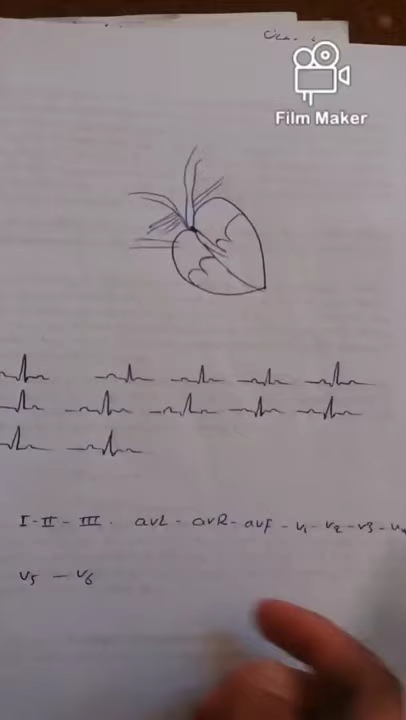 Film Maker
I - II - III . avL - avR - avF - v1 - v2 - v3 - v4
v5 - v6